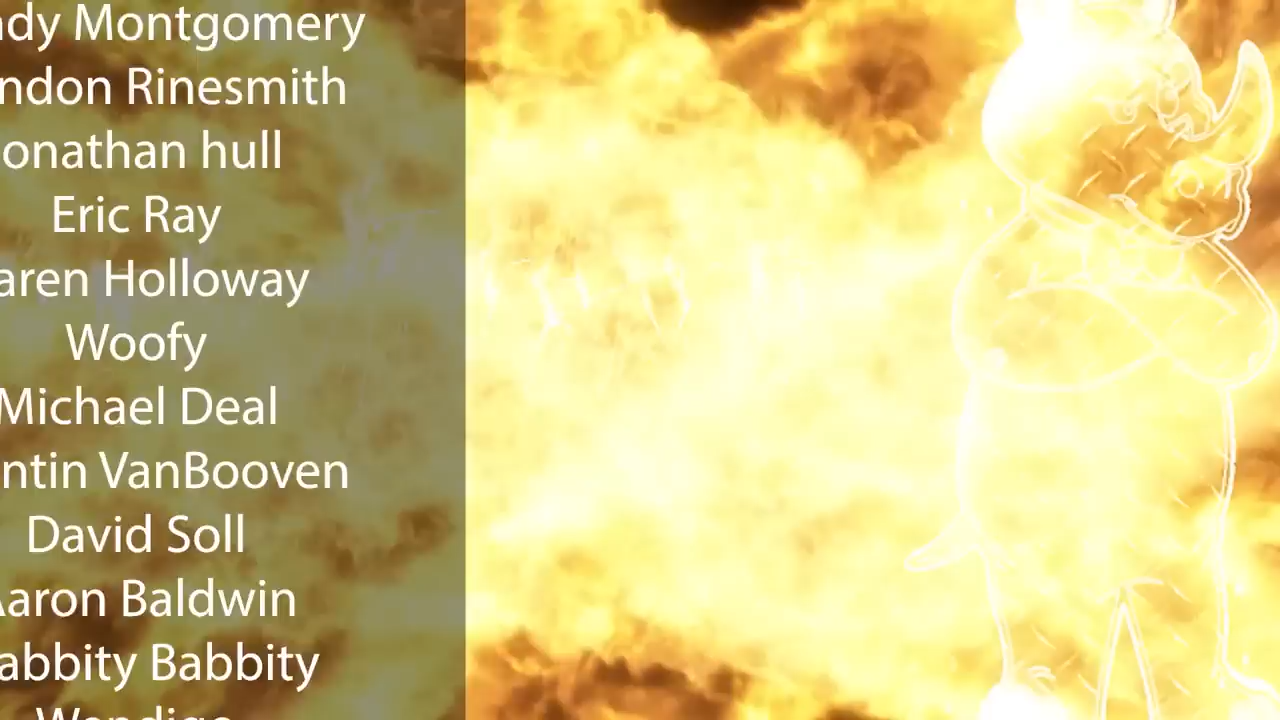 ndy Montgomery
ndon Rinesmith
onathan hull
Eric Ray
aren Holloway
Woofy
Michael Deal
ntin VanBooven
David Soll
Aaron Baldwin
abbity Babbity
Wendigo